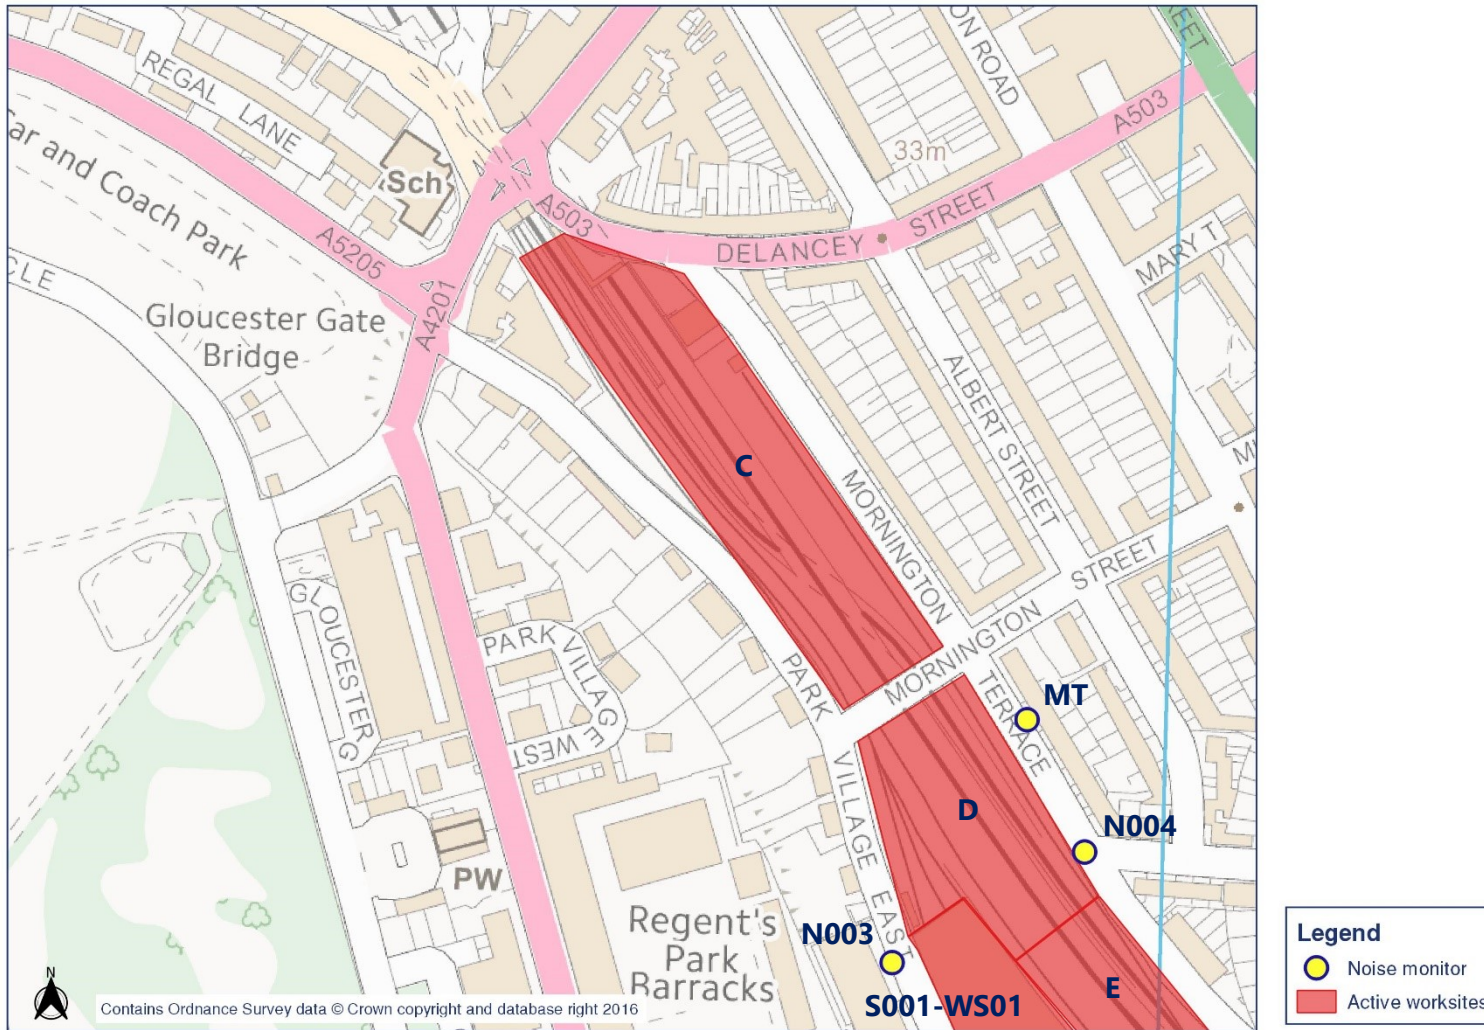 REGAL LANE
ar and Coach Park
Sch
A503
A5205
A4201
CLE
Gloucester Gate
Bridge
DELANCEY STREET
33m
ON ROAD
REET
A503
MARY T
ALBERT STREET
C
MORNINGTON
MORNINGTON STREET
TERRACE
MT
PARK
VILLAGE EAST
D
N004
GLOUCESTER G
PARK VILLAGE WEST
PW
Regent's
Park
Barracks
N003
S001-WS01
E
N
Contains Ordnance Survey data © Crown copyright and database right 2016
Legend
Noise monitor
Active worksites